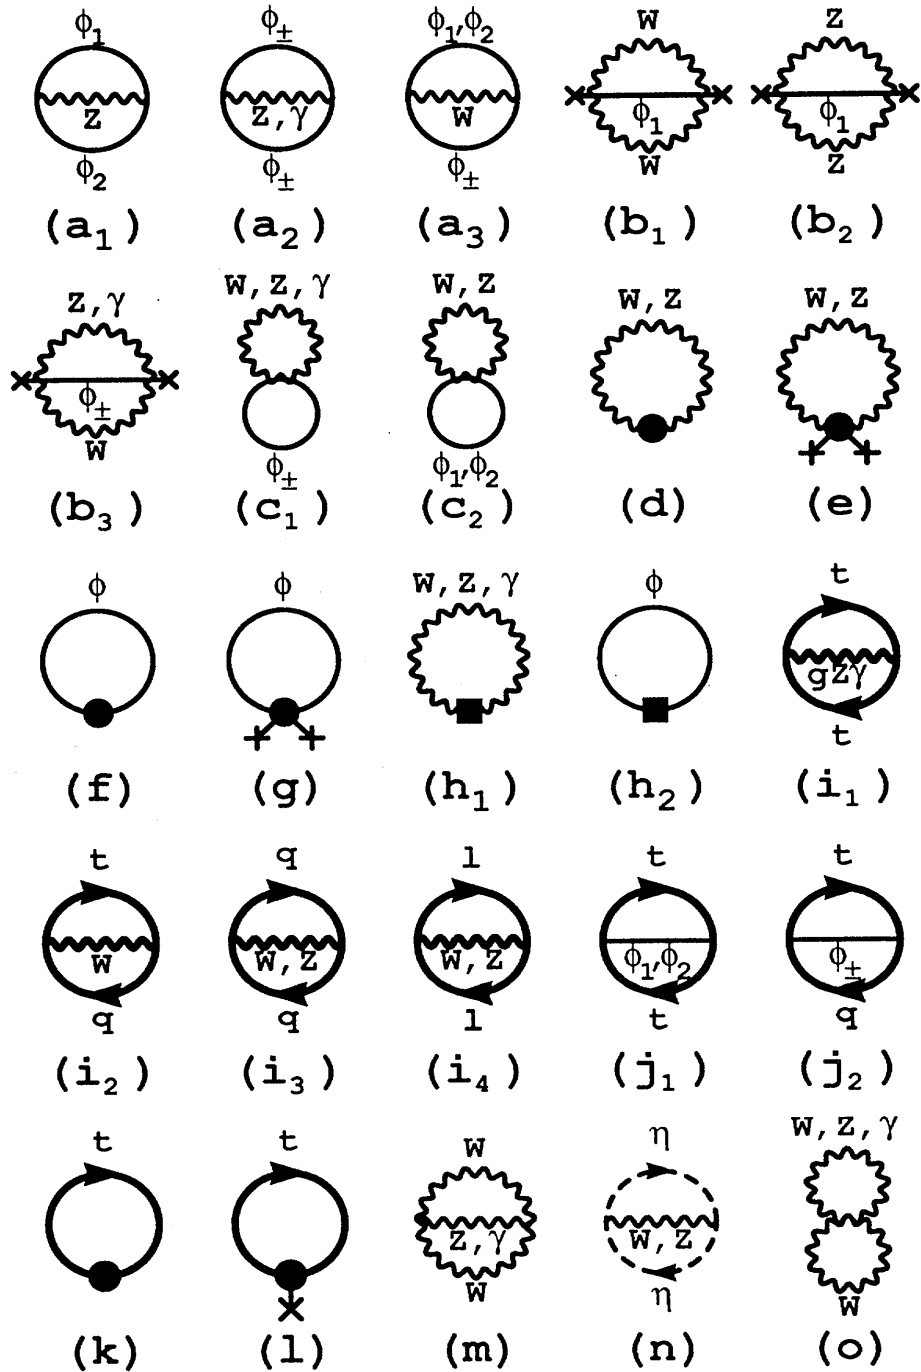 ϕ₁ ϕ± ϕ₁,ϕ₂ W Z
Z Z,γ W ϕ₁ ϕ₁
ϕ₂ ϕ± ϕ± W Z
(a₁) (a₂) (a₃) (b₁) (b₂)
Z,γ W,Z,γ W,Z W,Z W,Z
ϕ±
W ϕ± ϕ₁,ϕ₂
(b₃) (c₁) (c₂) (d) (e)
ϕ ϕ W,Z,γ ϕ t
gZγ
t
(f) (g) (h₁) (h₂) (i₁)
t q l t t
W W,Z W,Z ϕ₁,ϕ₂ ϕ±
q q l t q
(i₂) (i₃) (i₄) (j₁) (j₂)
t t W η W,Z,γ
Z,γ W,Z
W η W
(k) (l) (m) (n) (o)